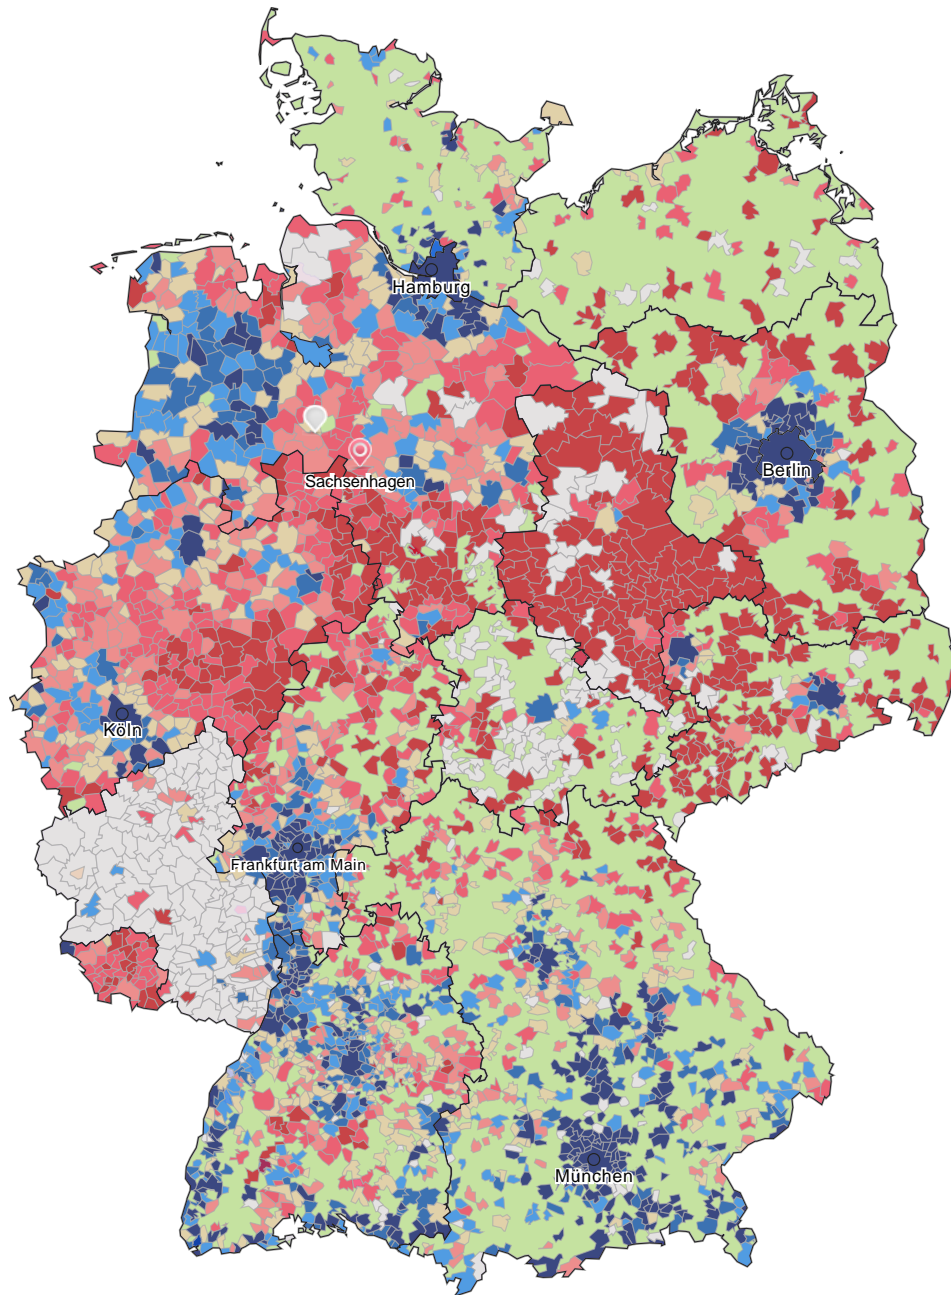 Hamburg
Berlin
Sachsenhagen
Köln
Frankfurt am Main
München